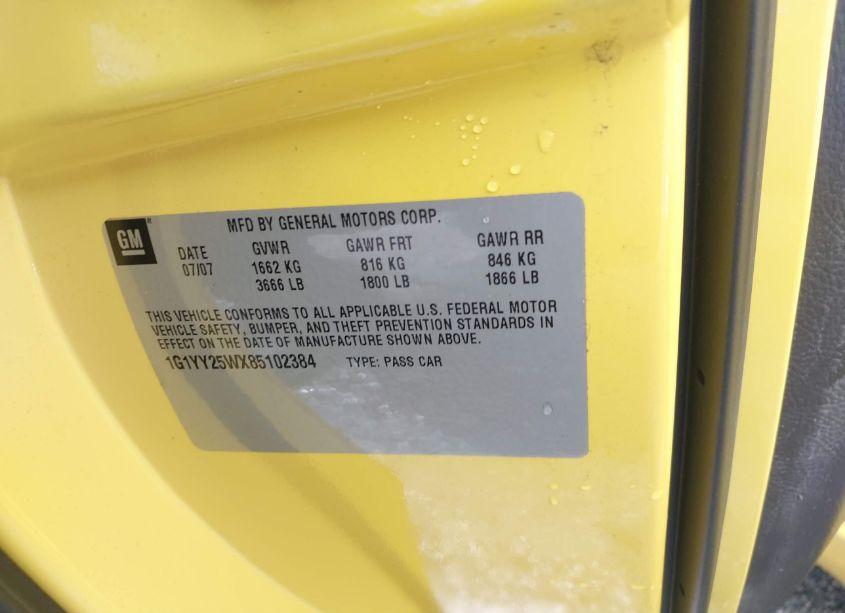 GM
MFD BY GENERAL MOTORS CORP.
DATE GVWR GAWR FRT GAWR RR
07/07 1662 KG 816 KG 846 KG
3666 LB 1800 LB 1866 LB
THIS VEHICLE CONFORMS TO ALL APPLICABLE U.S. FEDERAL MOTOR
VEHICLE SAFETY, BUMPER, AND THEFT PREVENTION STANDARDS IN
EFFECT ON THE DATE OF MANUFACTURE SHOWN ABOVE.
1G1YY25WX85102384 TYPE: PASS CAR